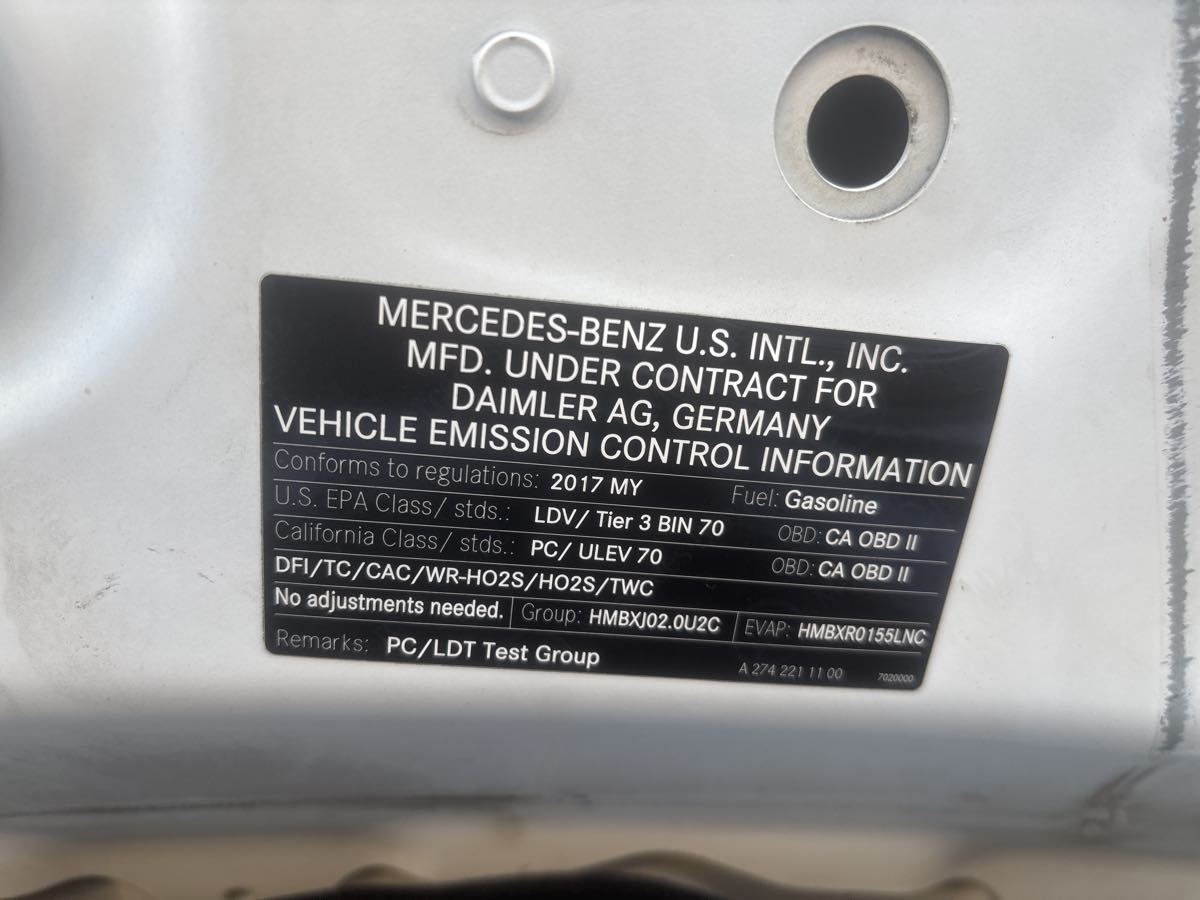 MERCEDES-BENZ U.S. INTL., INC.
MFD. UNDER CONTRACT FOR
DAIMLER AG, GERMANY
VEHICLE EMISSION CONTROL INFORMATION
Conforms to regulations: 2017 MY Fuel: Gasoline
U.S. EPA Class/ stds.: LDV/ Tier 3 BIN 70 OBD: CA OBD II
California Class/ stds.: PC/ ULEV 70 OBD: CA OBD II
DFI/TC/CAC/WR-HO2S/HO2S/TWC
No adjustments needed. Group: HMBXJ02.0U2C EVAP: HMBXR0155LNC
Remarks: PC/LDT Test Group A 274 221 11 00 7020000